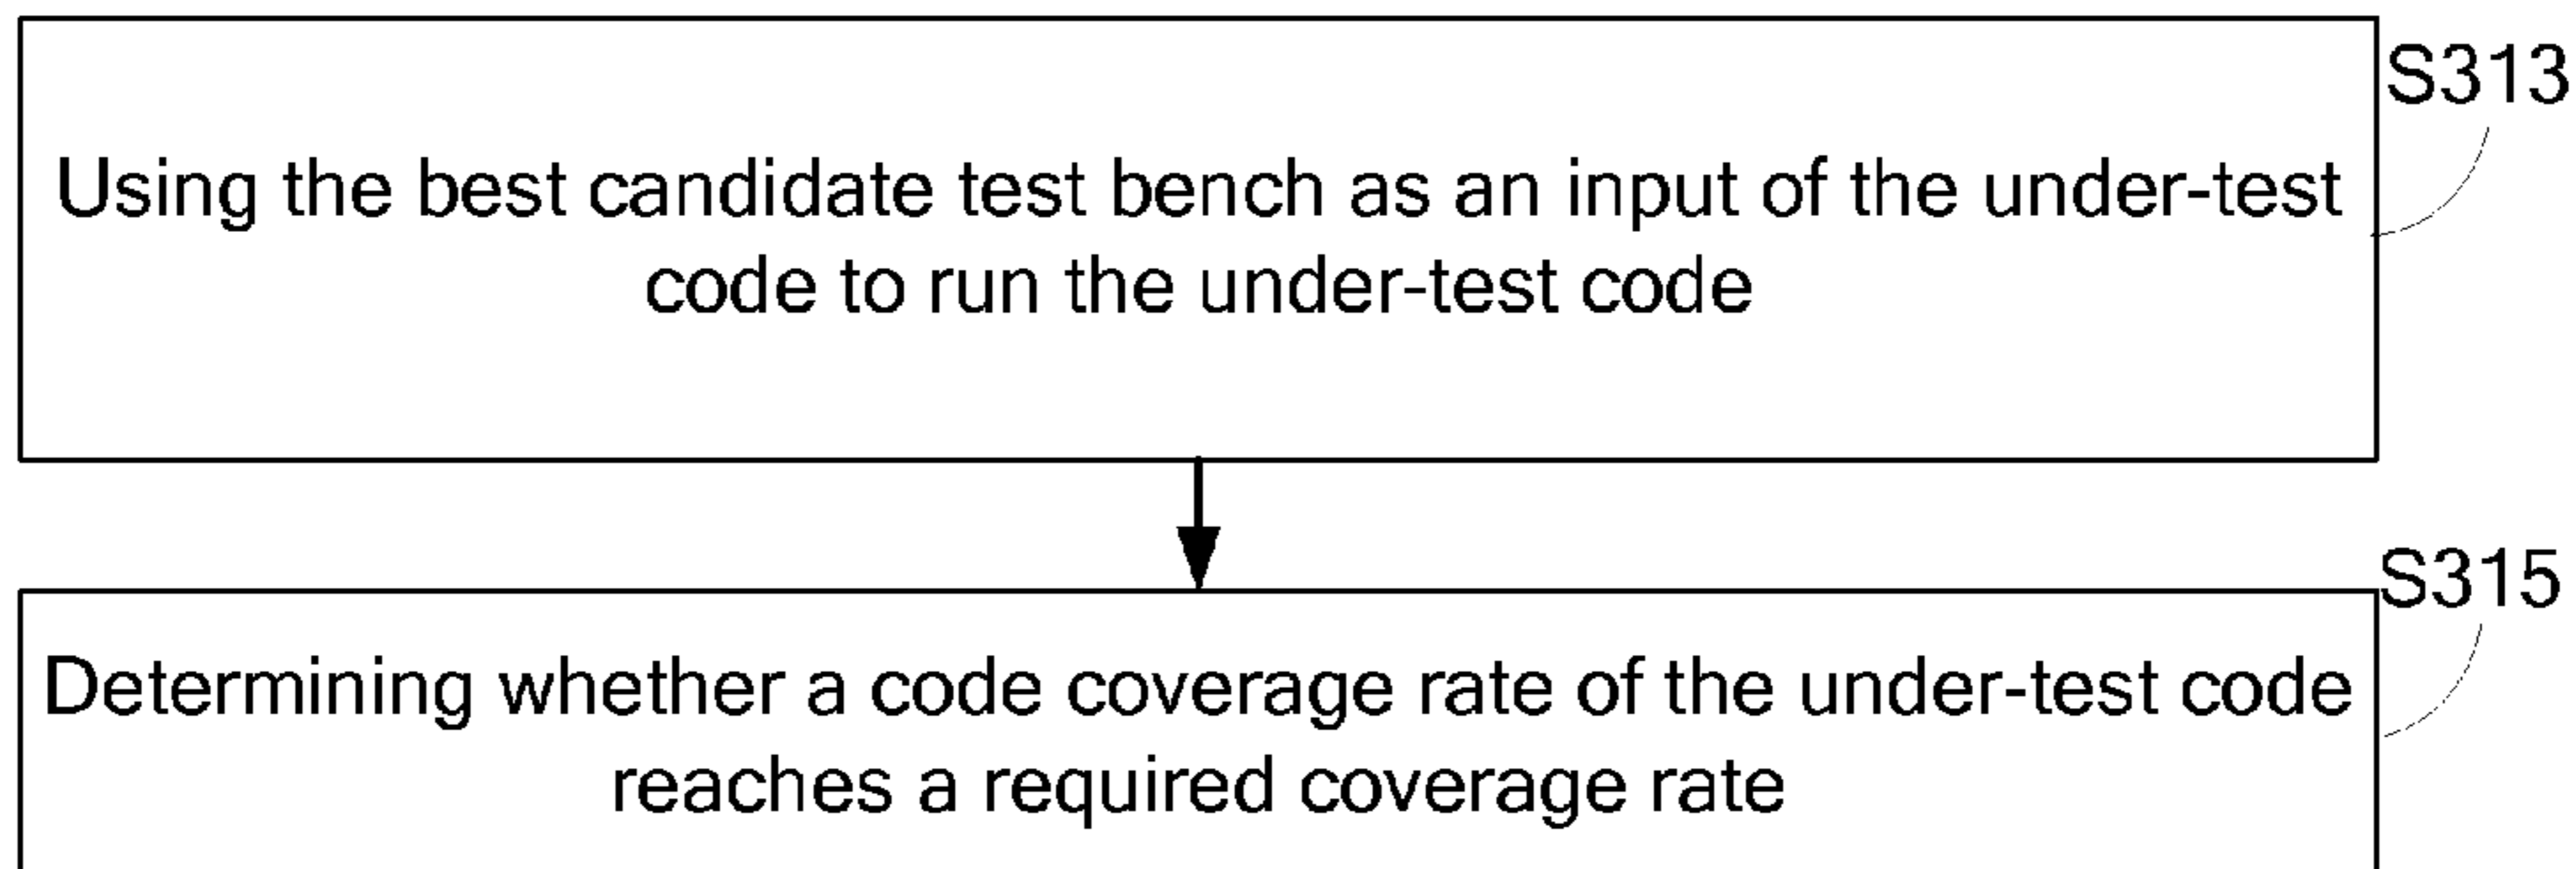 S313
Using the best candidate test bench as an input of the under-test
code to run the under-test code
S315
Determining whether a code coverage rate of the under-test code
reaches a required coverage rate